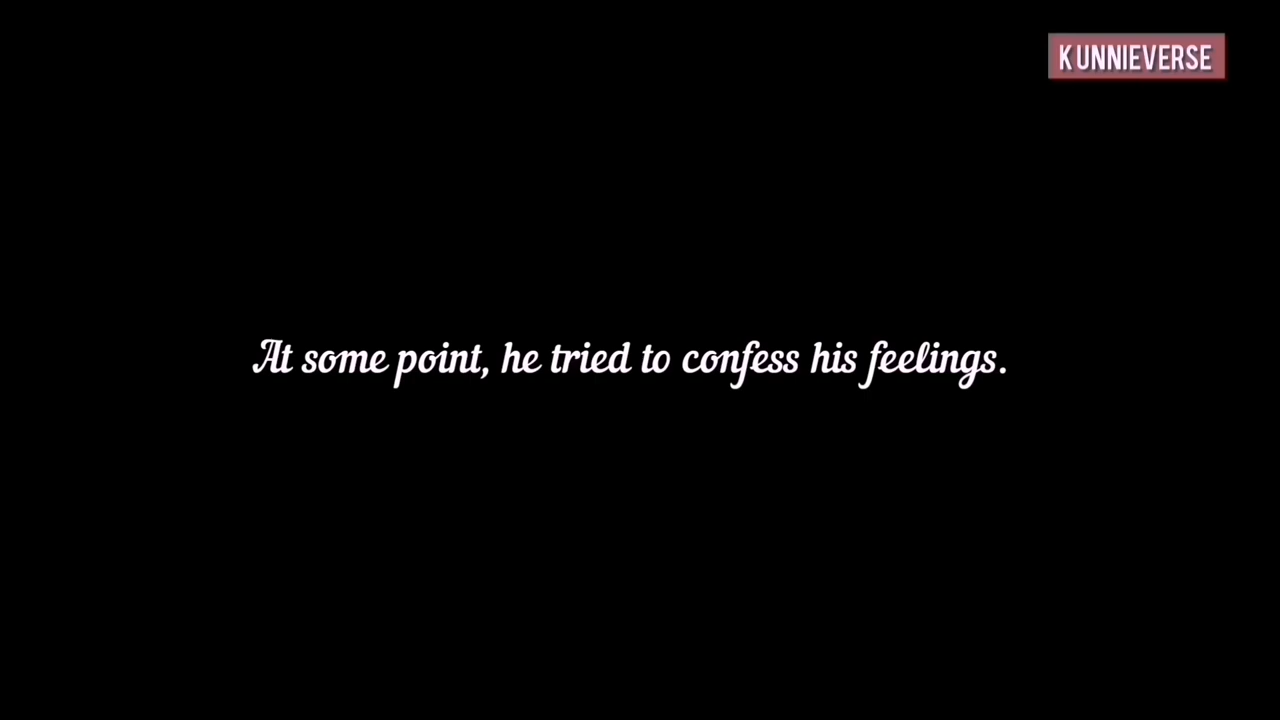 K UNNIEVERSE
At some point, he tried to confess his feelings.